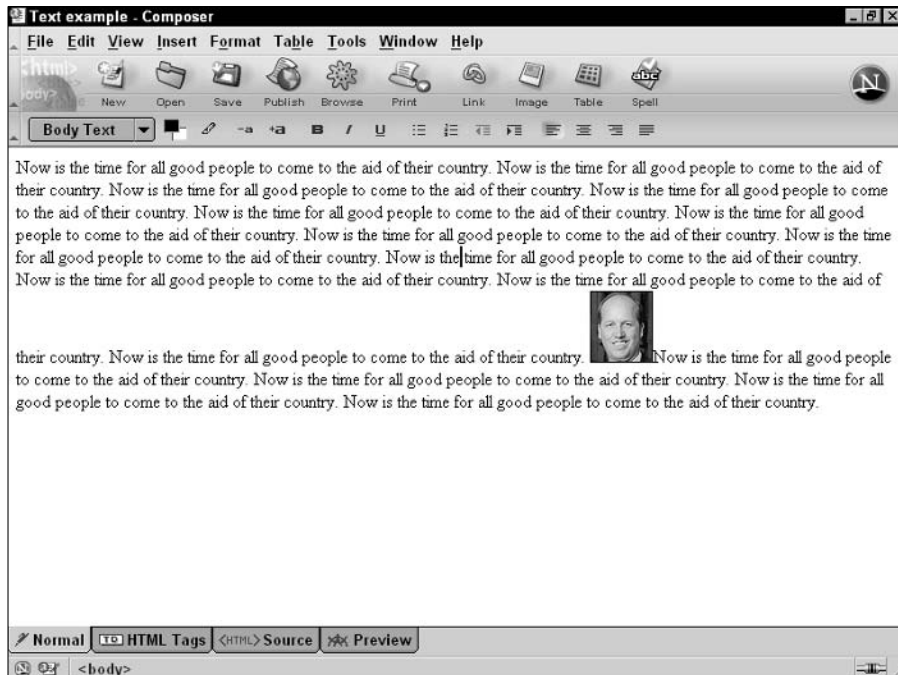 Text example - Composer
File Edit View Insert Format Table Tools Window Help
<html>
body>
New Open Save Publish Browse Print Link Image Table Spell
N
Body Text -a +a B I U
Now is the time for all good people to come to the aid of their country. Now is the time for all good people to come to the aid of
their country. Now is the time for all good people to come to the aid of their country. Now is the time for all good people to come
to the aid of their country. Now is the time for all good people to come to the aid of their country. Now is the time for all good
people to come to the aid of their country. Now is the time for all good people to come to the aid of their country. Now is the time
for all good people to come to the aid of their country. Now is the time for all good people to come to the aid of their country.
Now is the time for all good people to come to the aid of their country. Now is the time for all good people to come to the aid of
their country. Now is the time for all good people to come to the aid of their country. Now is the time for all good people
to come to the aid of their country. Now is the time for all good people to come to the aid of their country. Now is the time for all
good people to come to the aid of their country. Now is the time for all good people to come to the aid of their country.
Normal TD HTML Tags <HTML> Source Preview
<body>